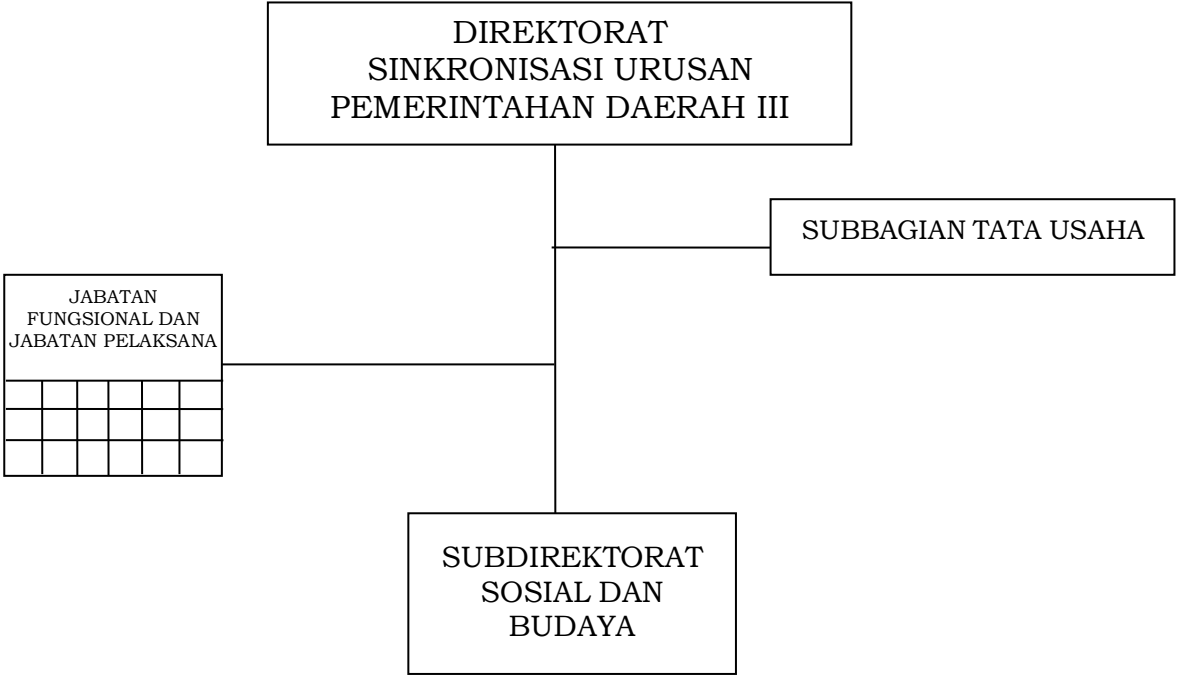 DIREKTORAT
SINKRONISASI URUSAN
PEMERINTAHAN DAERAH III
SUBBAGIAN TATA USAHA
JABATAN
FUNGSIONAL DAN
JABATAN PELAKSANA
SUBDIREKTORAT
SOSIAL DAN
BUDAYA